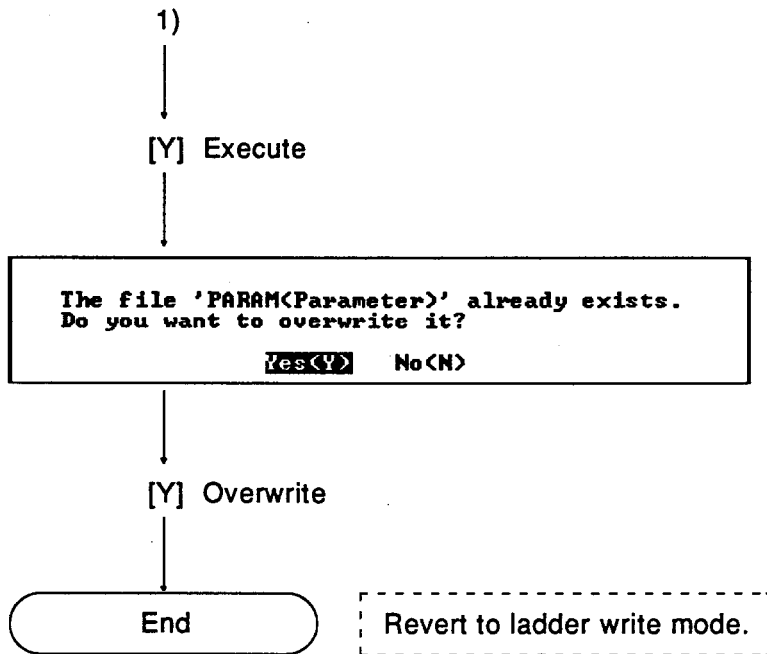 1)
[Y] Execute
The file 'PARAM(Parameter)' already exists.
Do you want to overwrite it?
Yes(Y) No(N)
[Y] Overwrite
End
Revert to ladder write mode.